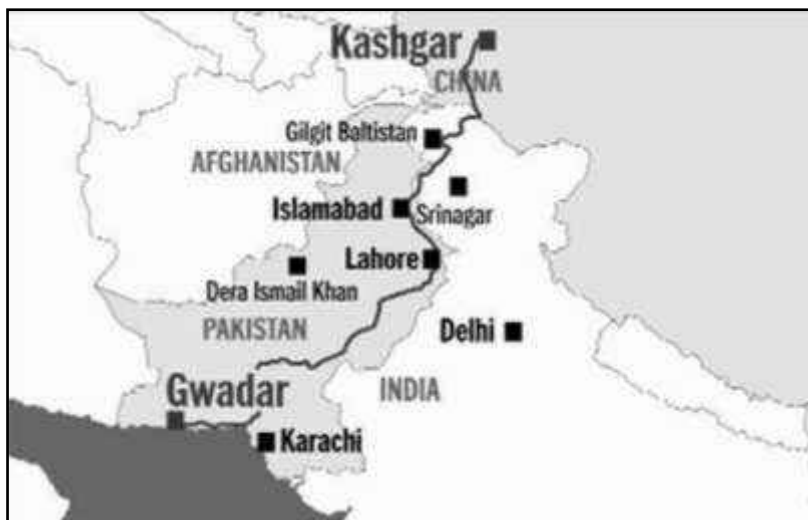 Kashgar
CHINA
Gilgit Baltistan
AFGHANISTAN
Islamabad
Srinagar
Lahore
Dera Ismail Khan
PAKISTAN
Delhi
Gwadar
INDIA
Karachi